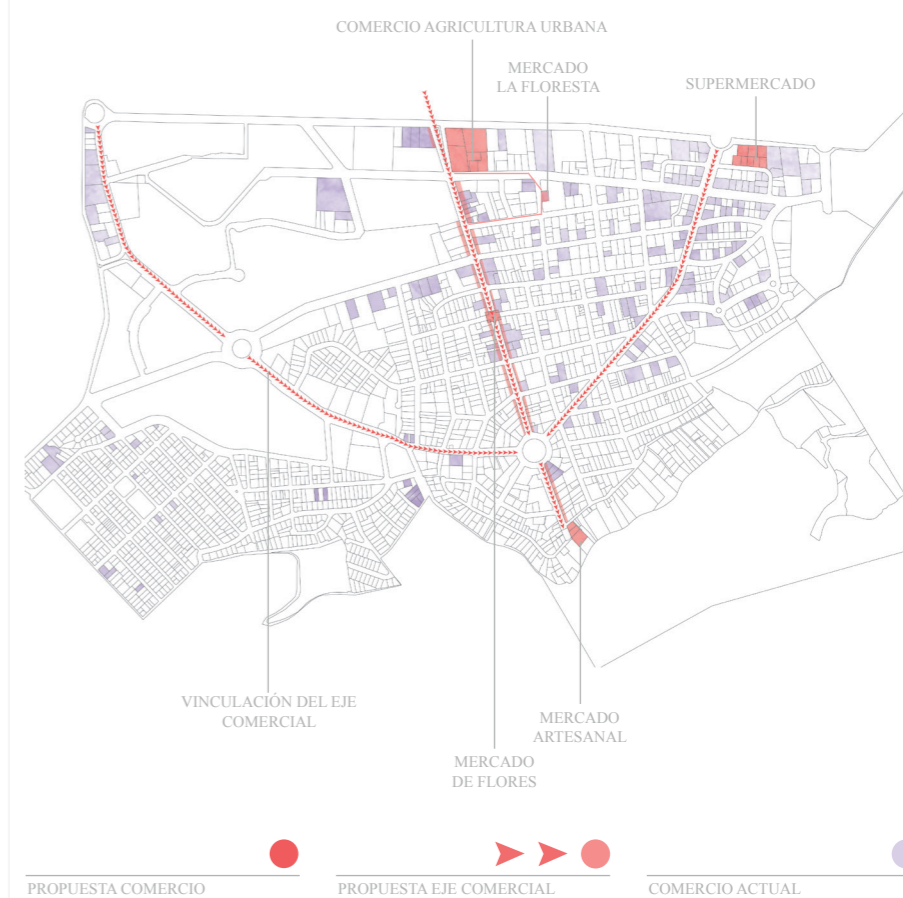 COMERCIO AGRICULTURA URBANA
MERCADO
LA FLORESTA
SUPERMERCADO
VINCULACIÓN DEL EJE
COMERCIAL
MERCADO
ARTESANAL
MERCADO
DE FLORES
PROPUESTA COMERCIO
PROPUESTA EJE COMERCIAL
COMERCIO ACTUAL